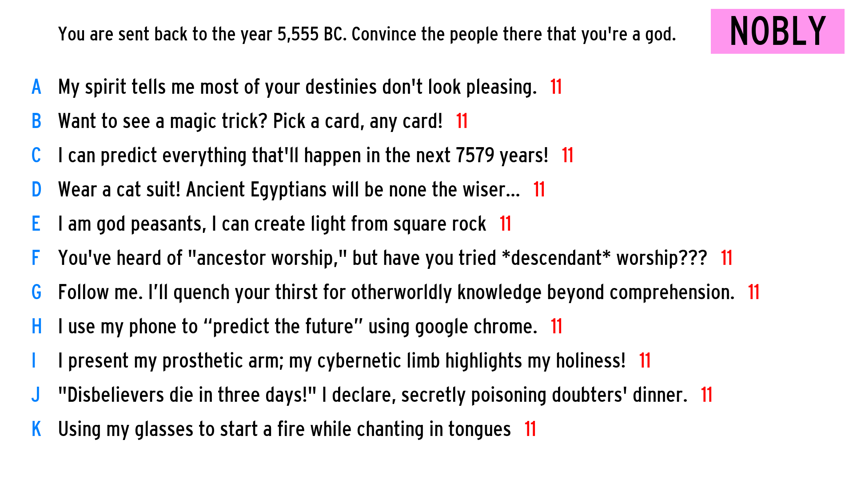 You are sent back to the year 5,555 BC. Convince the people there that you're a god.
NOBLY
A My spirit tells me most of your destinies don't look pleasing. 11
B Want to see a magic trick? Pick a card, any card! 11
C I can predict everything that'll happen in the next 7579 years! 11
D Wear a cat suit! Ancient Egyptians will be none the wiser... 11
E I am god peasants, I can create light from square rock 11
F You've heard of "ancestor worship," but have you tried *descendant* worship??? 11
G Follow me. I’ll quench your thirst for otherworldly knowledge beyond comprehension. 11
H I use my phone to “predict the future” using google chrome. 11
I I present my prosthetic arm; my cybernetic limb highlights my holiness! 11
J "Disbelievers die in three days!" I declare, secretly poisoning doubters' dinner. 11
K Using my glasses to start a fire while chanting in tongues 11